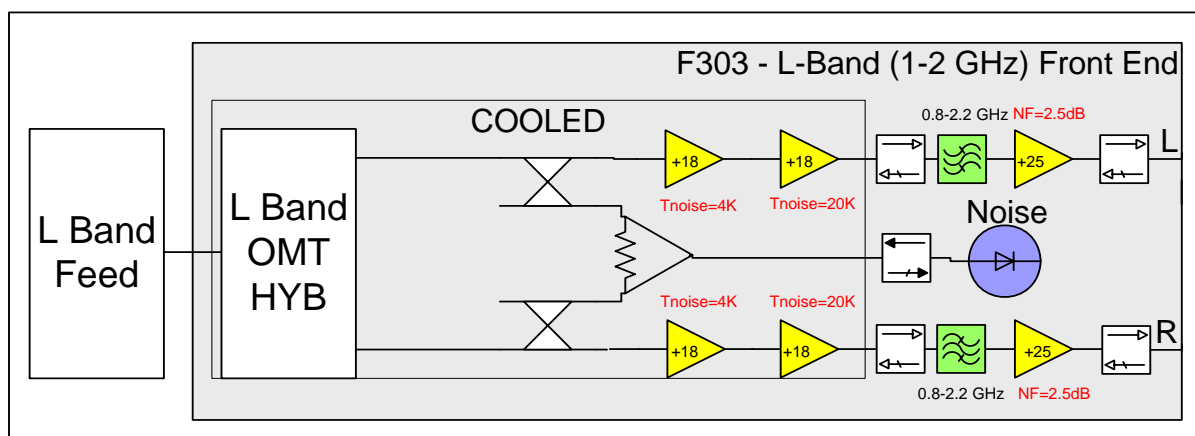 F303 - L-Band (1-2 GHz) Front End
COOLED
0.8-2.2 GHz NF=2.5dB
L Band
Feed
L Band
OMT
HYB
+18
+18
+25
L
Tnoise=4K
Tnoise=20K
Noise
Tnoise=4K
Tnoise=20K
+18
+18
+25
R
0.8-2.2 GHz NF=2.5dB